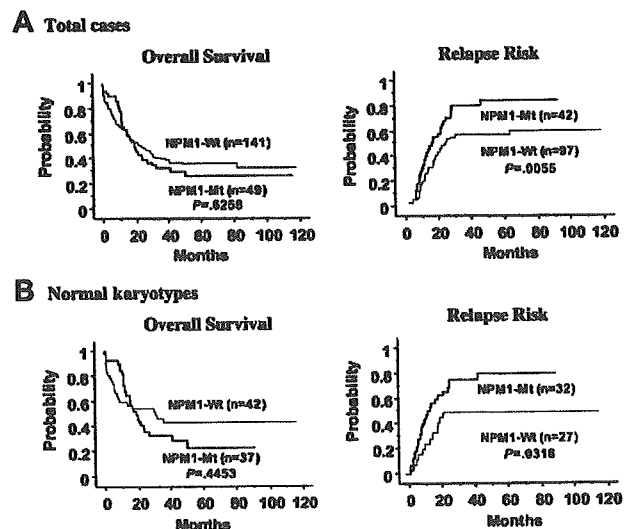 A Total cases
Overall Survival
Probability
1
0.8
0.6
0.4
0.2
0
NPM1-Wt (n=141)
NPM1-Mt (n=49)
P=.6258
0 20 40 60 80 100 120
Months
Relapse Risk
Probability
1
0.8
0.6
0.4
0.2
0
NPM1-Mt (n=42)
NPM1-Wt (n=97)
P=.0055
0 20 40 60 80 100 120
Months
B Normal karyotypes
Overall Survival
Probability
1
0.8
0.6
0.4
0.2
0
NPM1-Wt (n=42)
NPM1-Mt (n=37)
P=.4453
0 20 40 60 80 100 120
Months
Relapse Risk
Probability
1
0.8
0.6
0.4
0.2
0
NPM1-Mt (n=32)
NPM1-Wt (n=27)
P=.0316
0 20 40 60 80 100 120
Months